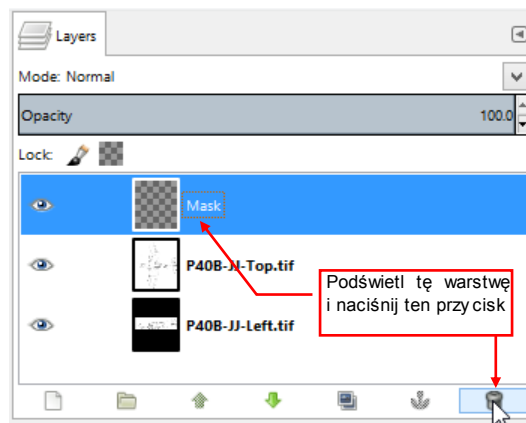 Layers
Mode: Normal
Opacity 100.0
Lock:
Mask
P40B-JJ-Top.tif
Podświetl tę warstwę
i naciśnij ten przycisk
P40B-JJ-Left.tif